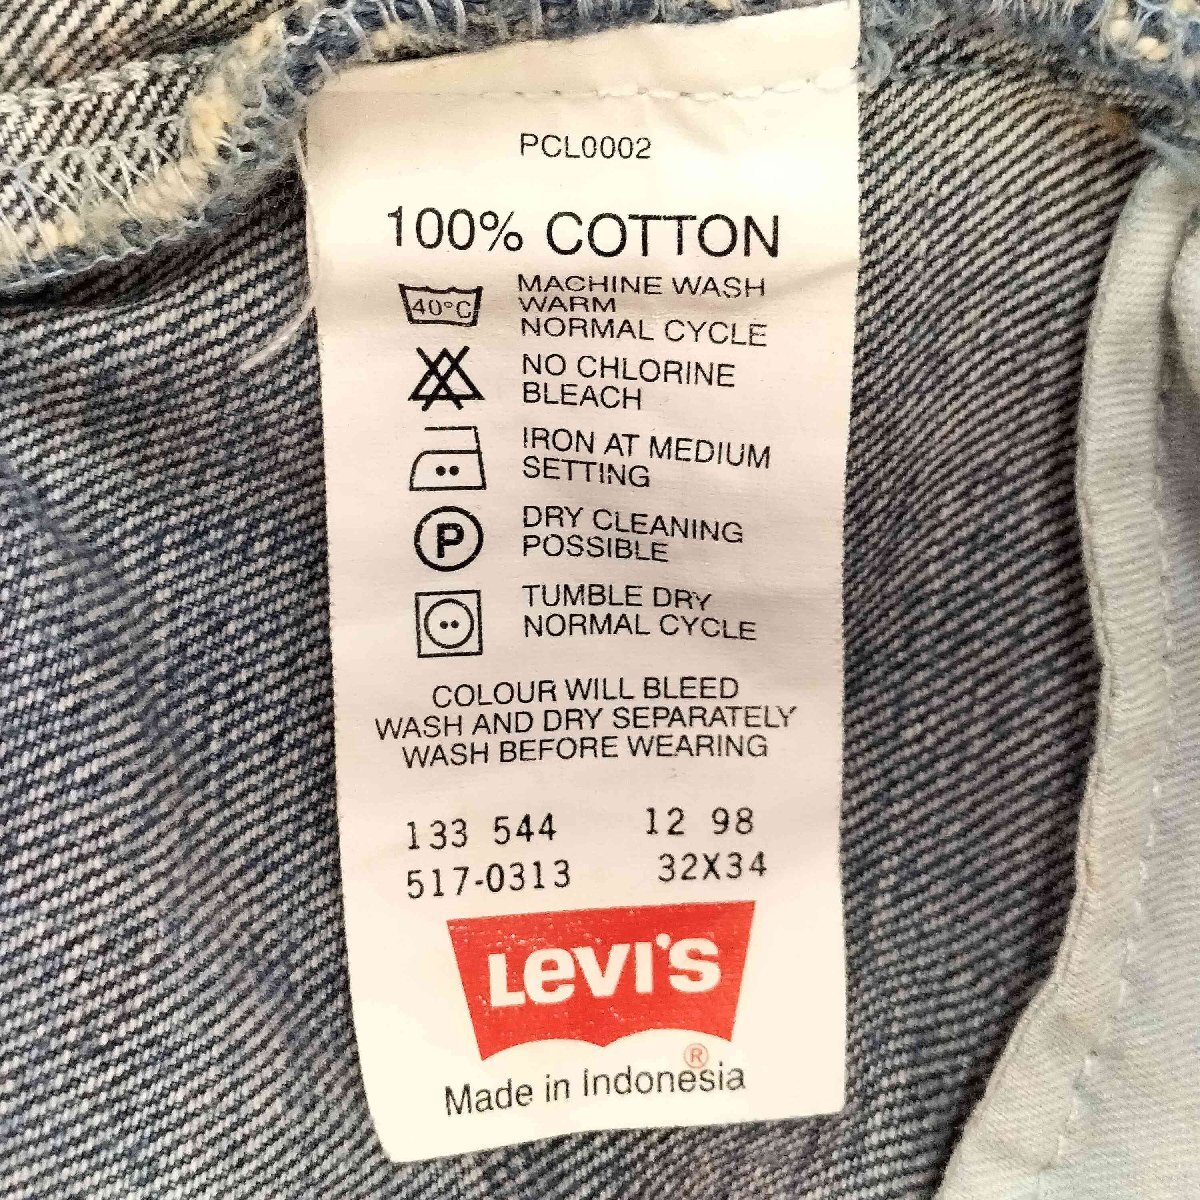 PCL0002
100% COTTON
40°C
MACHINE WASH
WARM
NORMAL CYCLE
NO CHLORINE
BLEACH
IRON AT MEDIUM
SETTING
P
DRY CLEANING
POSSIBLE
TUMBLE DRY
NORMAL CYCLE
COLOUR WILL BLEED
WASH AND DRY SEPARATELY
WASH BEFORE WEARING
133 544 12 98
517-0313 32X34
LEVI'S
®
Made in Indonesia